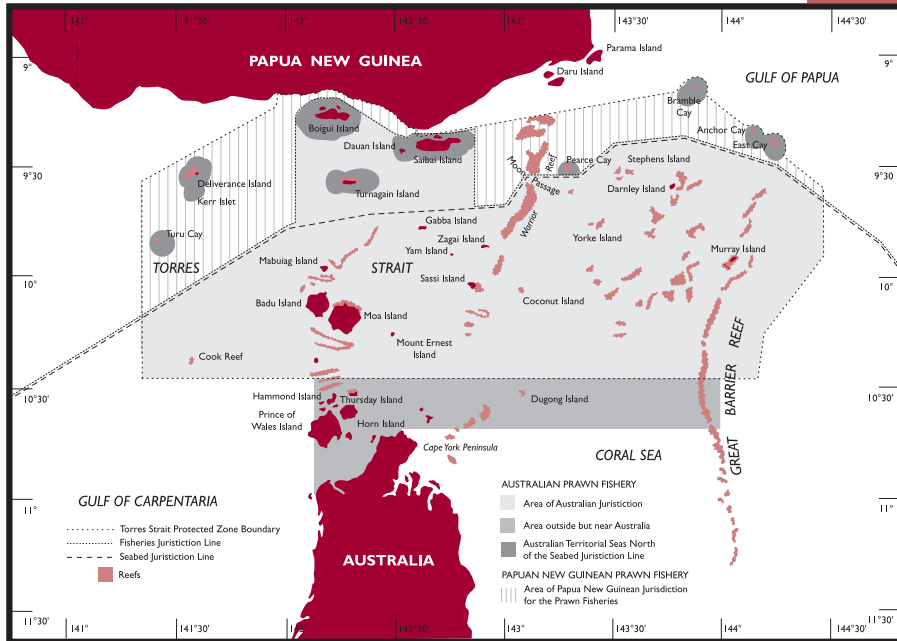 141°
141°30'
142°
142°30'
143°
143°30'
144°
144°30'
9°
9°
PAPUA NEW GUINEA
Parama Island
Daru Island
GULF OF PAPUA
Bramble
Cay
Anchor Cay
East Cay
Boigui Island
Dauan Island
Saibai Island
Moon
Passage
Reef
Warrior
Pearce Cay
Stephens Island
Darnley Island
9°30'
9°30'
Deliverance Island
Kerr Islet
Turnagin Island
Turu Cay
TORRES
STRAIT
Gabba Island
Zagai Island
Yam Island
Yorke Island
Murray Island
Mabuiag Island
Sassi Island
10°
10°
Badu Island
Moa Island
Coconut Island
Mount Ernest
Island
Cook Reef
10°30'
10°30'
Hammond Island
Thursday Island
Dugong Island
Prince of
Wales Island
Horn Island
Cape York Peninsula
CORAL SEA
GREAT
BARRIER
REEF
GULF OF CARPENTARIA
Torres Strait Protected Zone Boundary
Fisheries Juristiction Line
Seabed Juristiction Line
Reefs
AUSTRALIA
AUSTRALIAN PRAWN FISHERY
Area of Australian Juristiction
Area outside but near Australia
Australian Territorial Seas North
of the Seabed Juristiction Line
PAPUAN NEW GUINEAN PRAWN FISHERY
Area of Papua New Guinean Jurisdiction
for the Prawn Fisheries
11°
11°
11°30'
11°30'
141°
141°30'
142°
142°30'
143°
143°30'
144°
144°30'